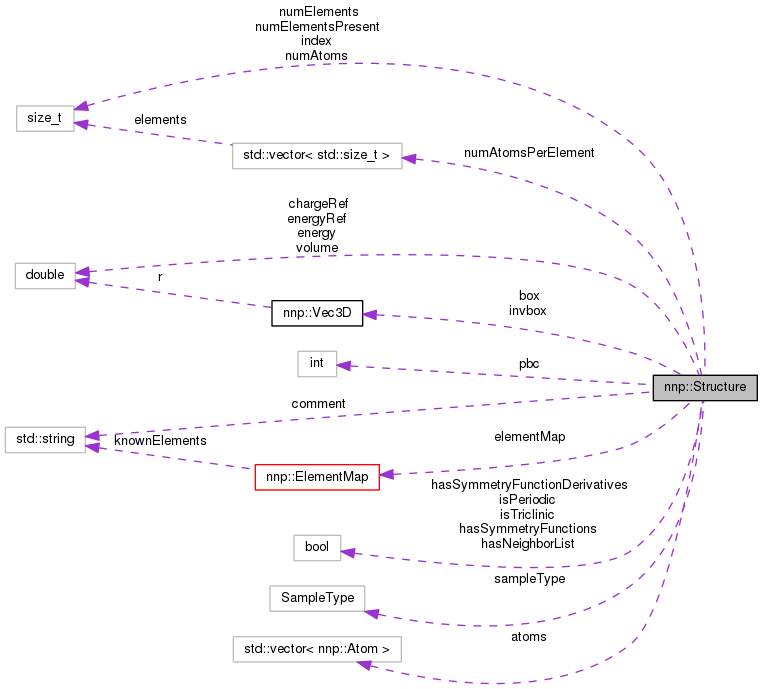 numElements
numElementsPresent
index
numAtoms
size_t
elements
std::vector< std::size_t >
numAtomsPerElement
chargeRef
energyRef
energy
volume
double
r
nnp::Vec3D
box
invbox
int
pbc
nnp::Structure
comment
std::string
knownElements
nnp::ElementMap
elementMap
hasSymmetryFunctionDerivatives
isPeriodic
isTriclinic
hasSymmetryFunctions
hasNeighborList
bool
sampleType
SampleType
atoms
std::vector< nnp::Atom >